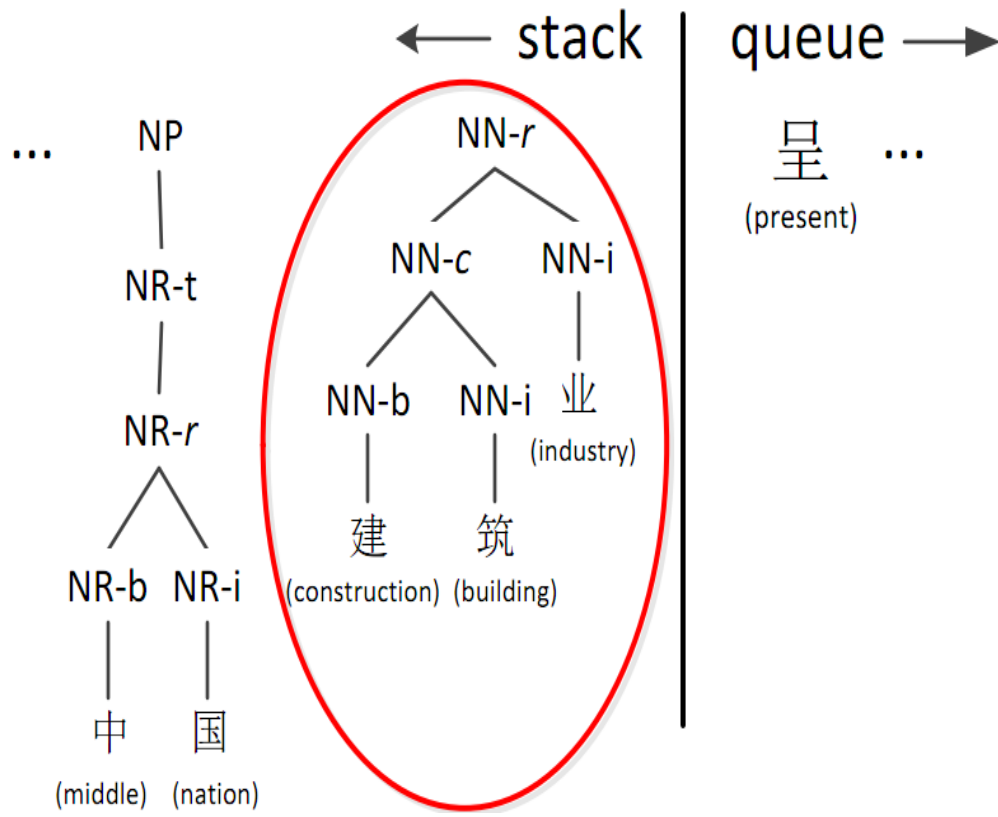 stack queue
... NP NN-r 呈 ...
(present)
NR-t NN-c NN-i
NR-r NN-b NN-i 业
(industry)
建 筑
NR-b NR-i (construction) (building)
中 国
(middle) (nation)